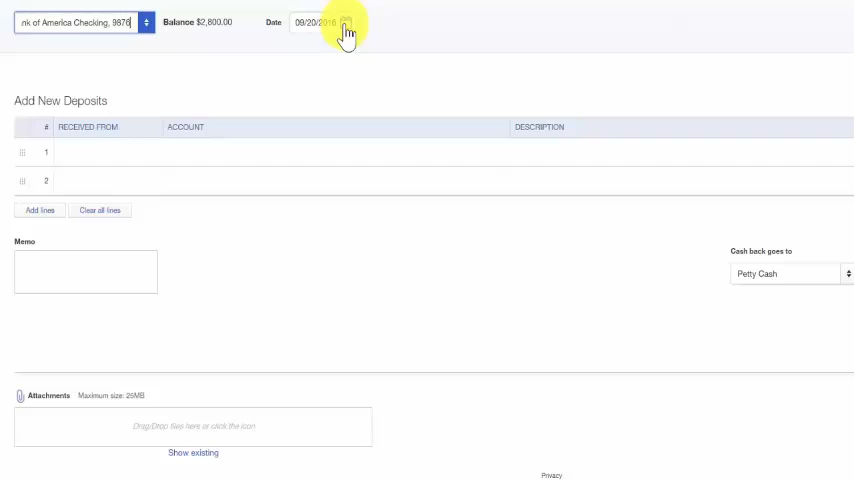 nk of America Checking, 9876 Balance $2,800.00 Date 09/20/2016
Add New Deposits
# RECEIVED FROM ACCOUNT DESCRIPTION
1
2
Add lines Clear all lines
Memo
Cash back goes to
Petty Cash
Attachments Maximum size: 25MB
Drag/Drop files here or click the icon
Show existing
Privacy